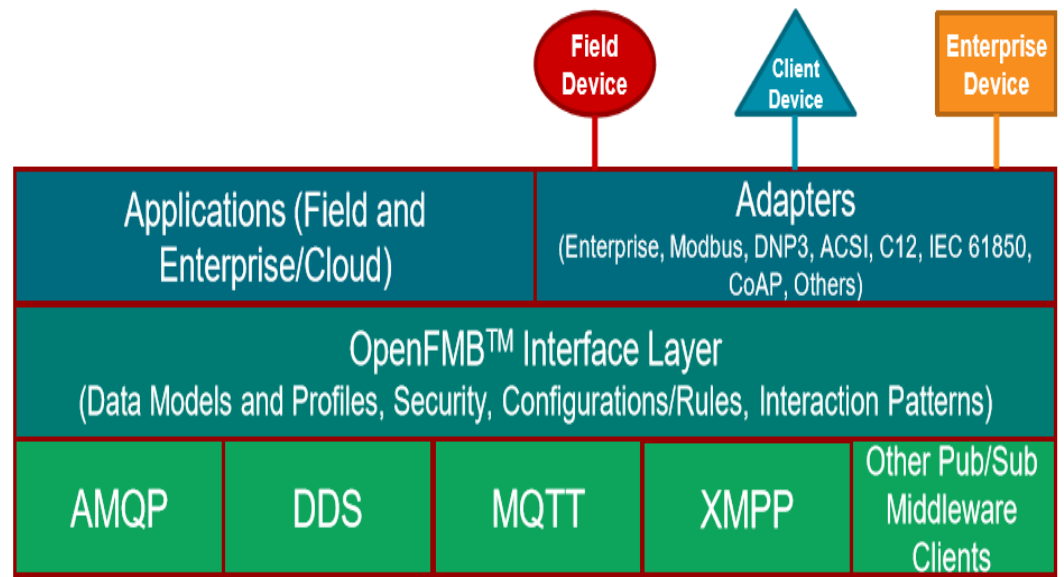 Field
Device
Client
Device
Enterprise
Device
Applications (Field and
Enterprise/Cloud)
Adapters
(Enterprise, Modbus, DNP3, ACSI, C12, IEC 61850,
CoAP, Others)
OpenFMB™ Interface Layer
(Data Models and Profiles, Security, Configurations/Rules, Interaction Patterns)
AMQP
DDS
MQTT
XMPP
Other Pub/Sub
Middleware
Clients